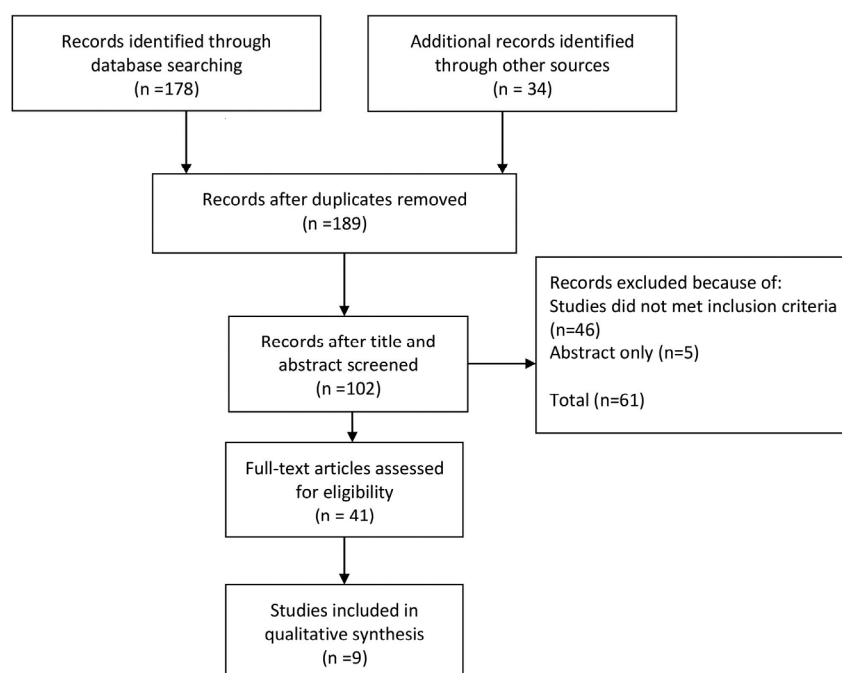 Records identified through
database searching
(n =178)
Additional records identified
through other sources
(n = 34)
Records after duplicates removed
(n =189)
Records excluded because of:
Studies did not met inclusion criteria
(n=46)
Abstract only (n=5)
Total (n=61)
Records after title and
abstract screened
(n =102)
Full-text articles assessed
for eligibility
(n = 41)
Studies included in
qualitative synthesis
(n =9)